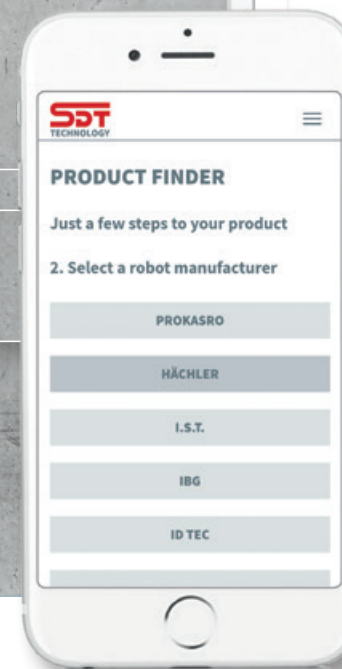 SDT
TECHNOLOGY
PRODUCT FINDER
Just a few steps to your product
2. Select a robot manufacturer
PROKASRO
HÄCHLER
I.S.T.
IBG
ID TEC